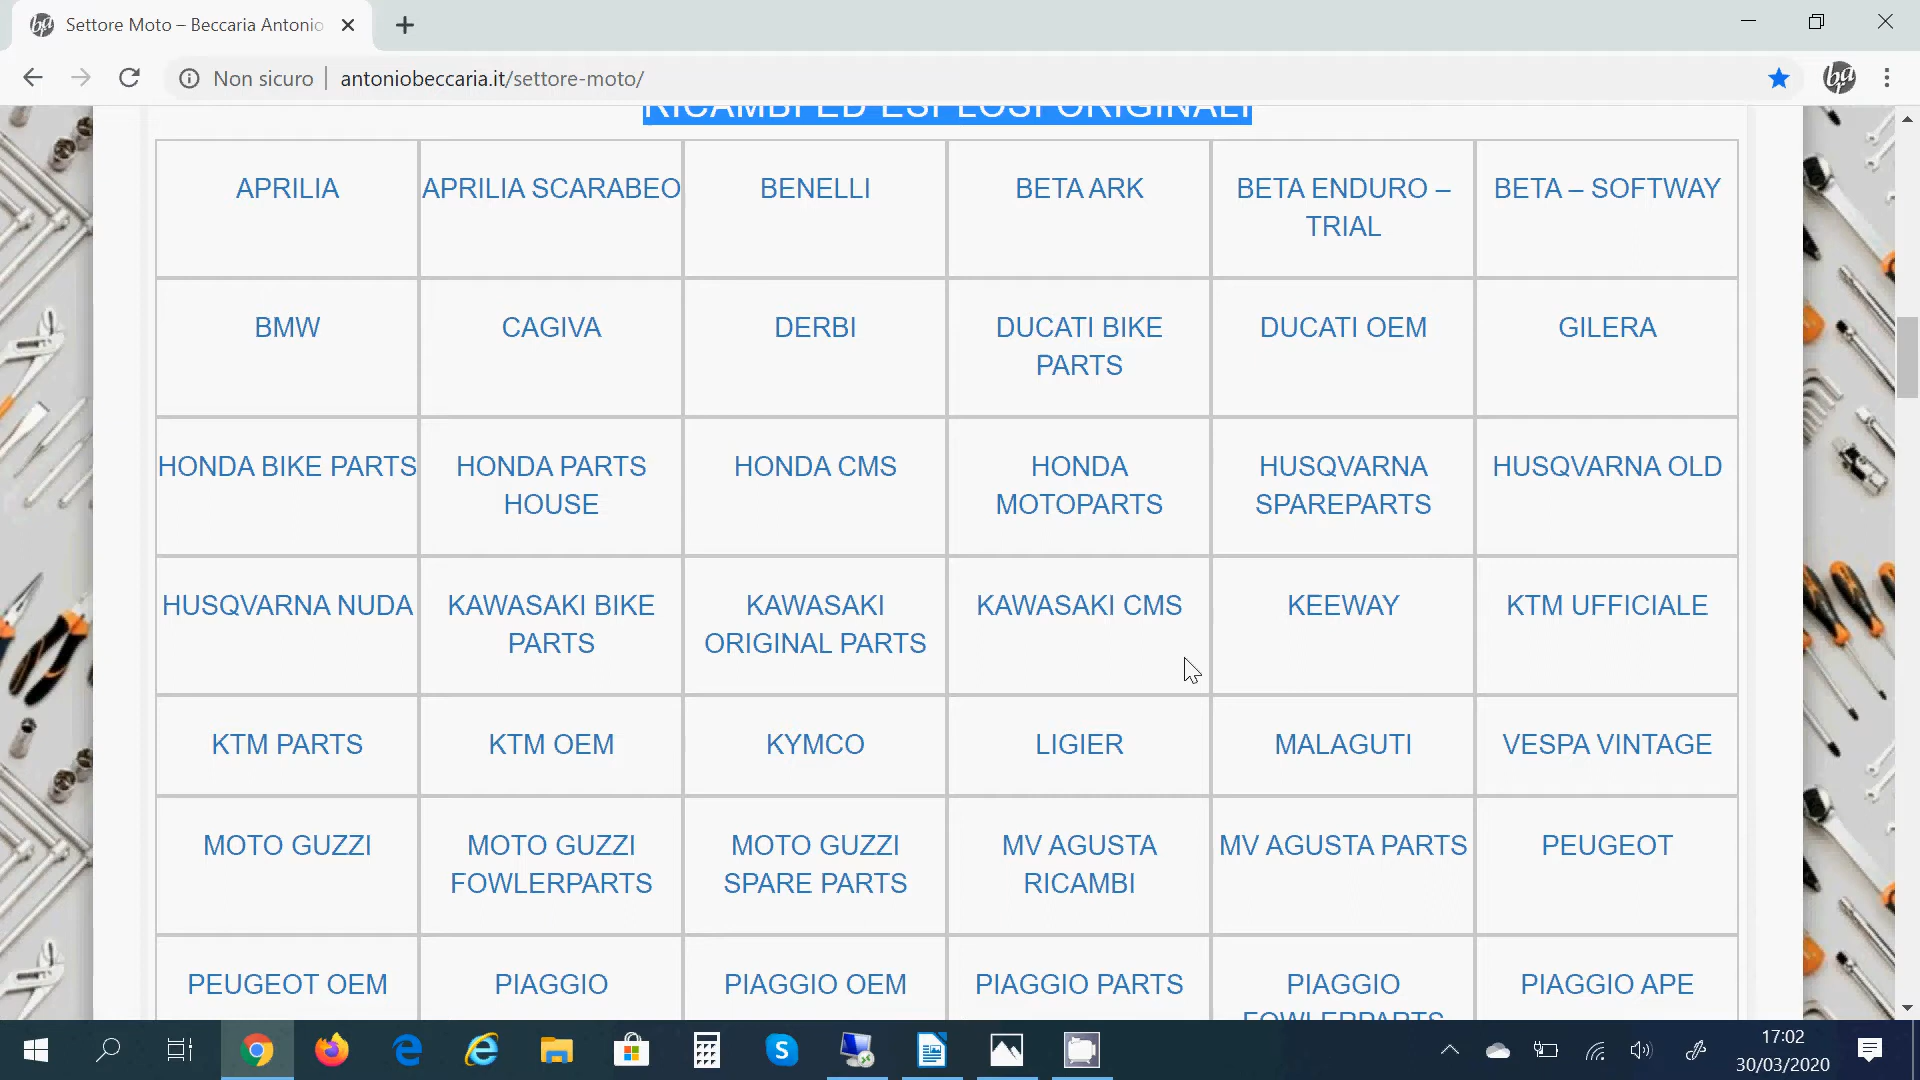 Settore Moto – Beccaria Antonio
Non sicuro
antoniobeccaria.it/settore-moto/
RICAMBI ED ESPLOSI ORIGINALI
APRILIA
APRILIA SCARABEO
BENELLI
BETA ARK
BETA ENDURO –
TRIAL
BETA – SOFTWAY
BMW
CAGIVA
DERBI
DUCATI BIKE
PARTS
DUCATI OEM
GILERA
HONDA BIKE PARTS
HONDA PARTS
HOUSE
HONDA CMS
HONDA
MOTOPARTS
HUSQVARNA
SPAREPARTS
HUSQVARNA OLD
HUSQVARNA NUDA
KAWASAKI BIKE
PARTS
KAWASAKI
ORIGINAL PARTS
KAWASAKI CMS
KEEWAY
KTM UFFICIALE
KTM PARTS
KTM OEM
KYMCO
LIGIER
MALAGUTI
VESPA VINTAGE
MOTO GUZZI
MOTO GUZZI
FOWLERPARTS
MOTO GUZZI
SPARE PARTS
MV AGUSTA
RICAMBI
MV AGUSTA PARTS
PEUGEOT
PEUGEOT OEM
PIAGGIO
PIAGGIO OEM
PIAGGIO PARTS
PIAGGIO
FOWLERPARTS
PIAGGIO APE
17:02
30/03/2020